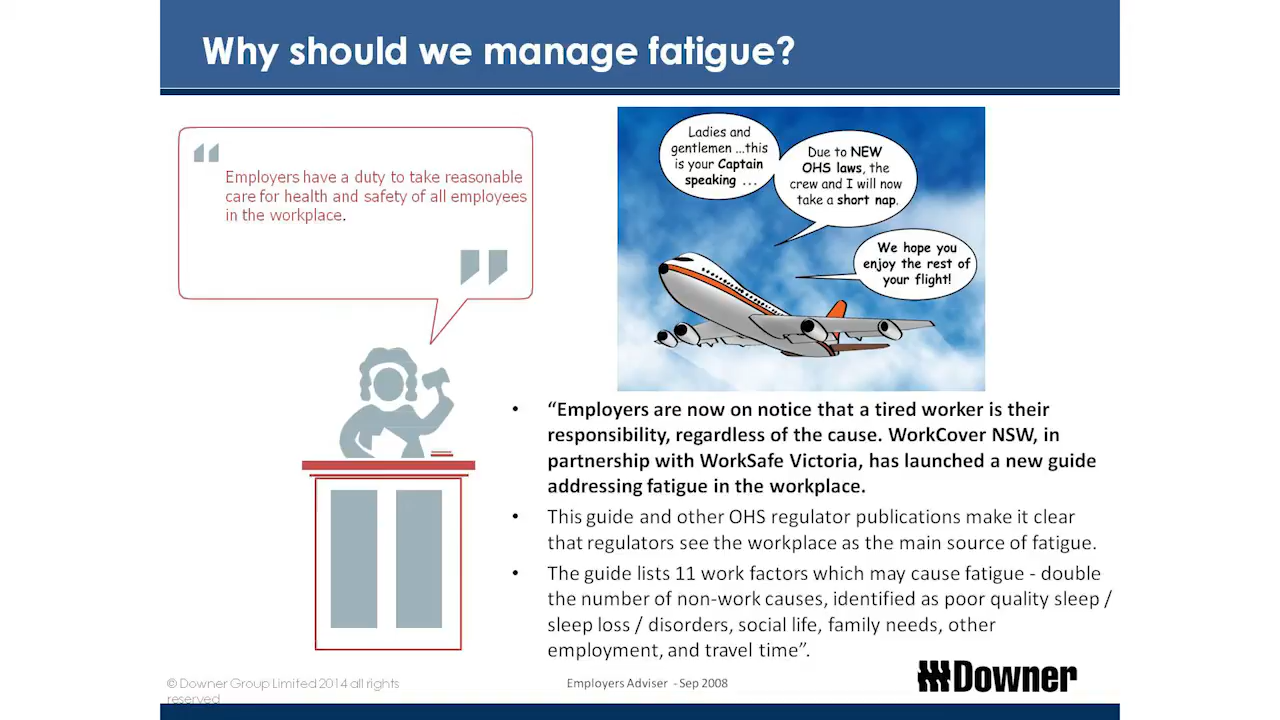 Why should we manage fatigue?
Employers have a duty to take reasonable
care for health and safety of all employees
in the workplace.
Ladies and
gentlemen ...this
is your Captain
speaking ...
Due to NEW
OHS laws, the
crew and I will now
take a short nap.
We hope you
enjoy the rest of
your flight!
• “Employers are now on notice that a tired worker is their
responsibility, regardless of the cause. WorkCover NSW, in
partnership with WorkSafe Victoria, has launched a new guide
addressing fatigue in the workplace.
• This guide and other OHS regulator publications make it clear
that regulators see the workplace as the main source of fatigue.
• The guide lists 11 work factors which may cause fatigue - double
the number of non-work causes, identified as poor quality sleep /
sleep loss / disorders, social life, family needs, other
employment, and travel time”.
© Downer Group Limited 2014 all rights
reserved
Employers Adviser - Sep 2008
Downer